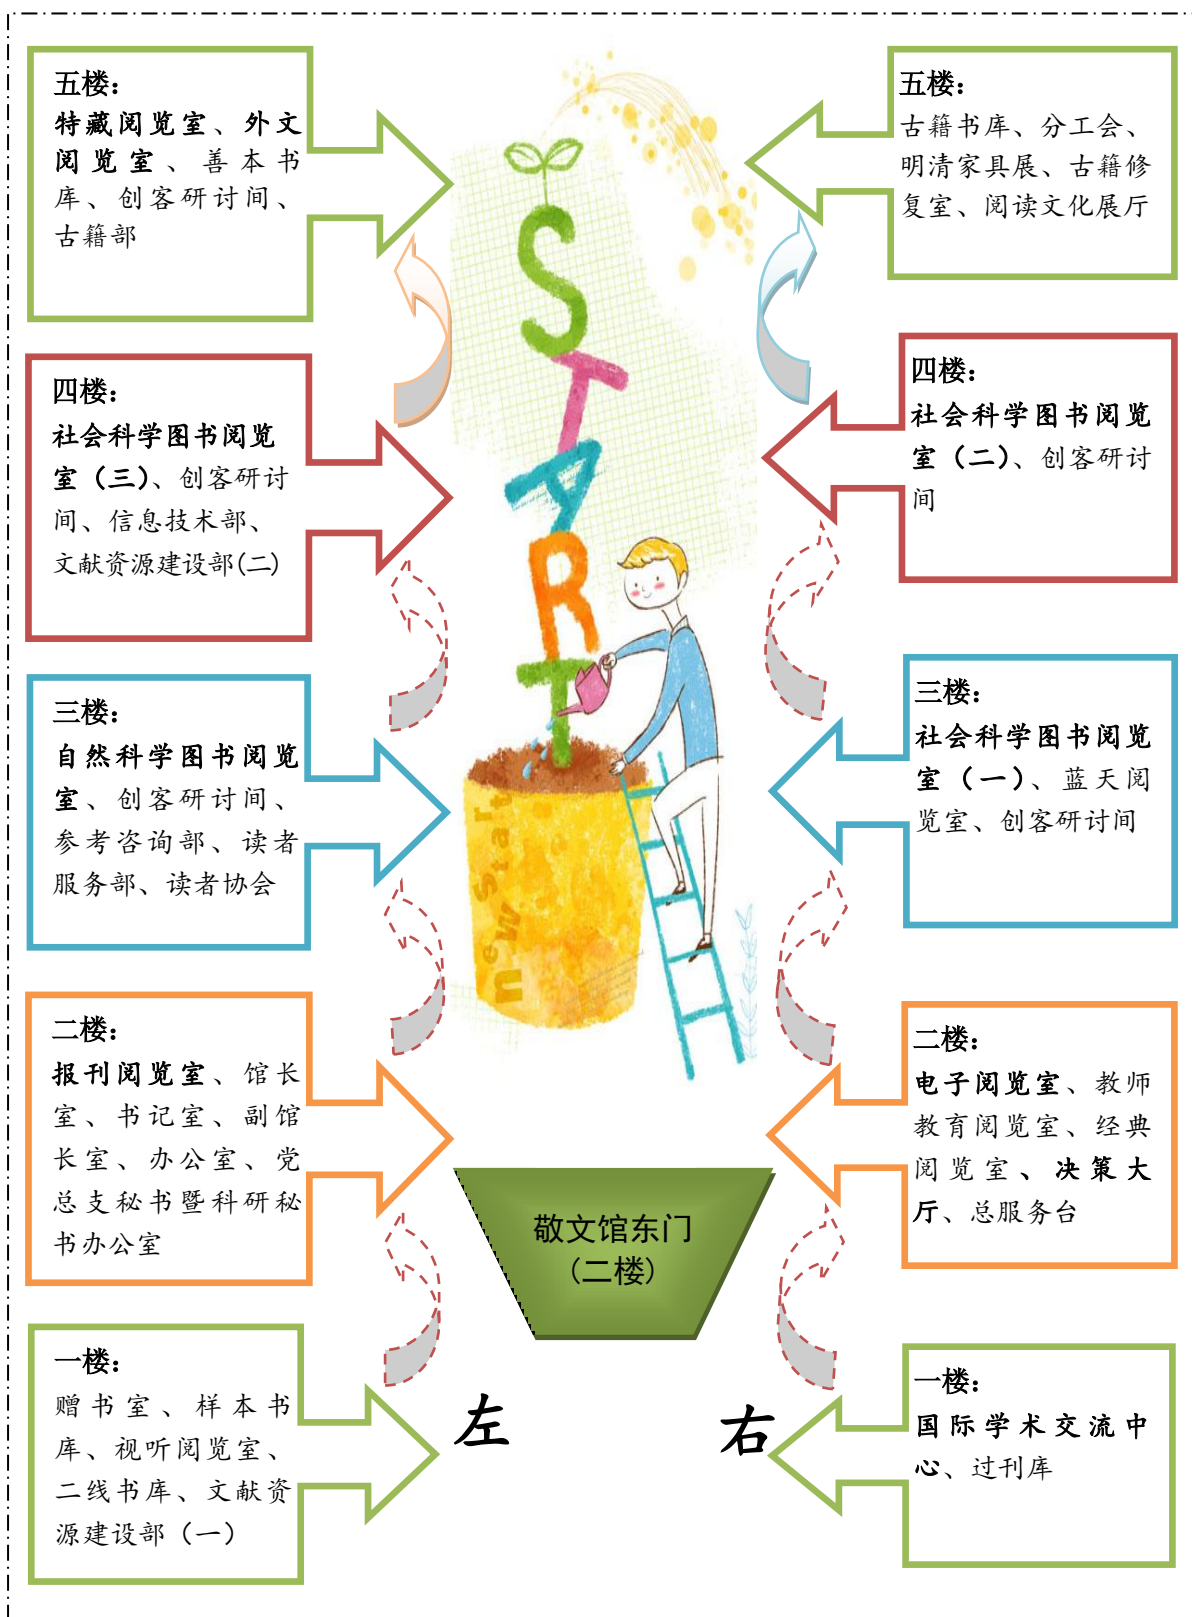 五楼：
特藏阅览室、外文
阅览室、善本书
库、创客研讨间、
古籍部
五楼：
古籍书库、分工会、
明清家具展、古籍修
复室、阅读文化展厅
START
四楼：
社会科学图书阅览
室（三）、创客研讨
间、信息技术部、
文献资源建设部(二)
四楼：
社会科学图书阅览
室（二）、创客研讨
间
三楼：
自然科学图书阅览
室、创客研讨间、
参考咨询部、读者
服务部、读者协会
三楼：
社会科学图书阅览
室（一）、蓝天阅
览室、创客研讨间
new start
二楼：
报刊阅览室、馆长
室、书记室、副馆
长室、办公室、党
总支秘书暨科研秘
书办公室
二楼：
电子阅览室、教师
教育阅览室、经典
阅览室、决策大
厅、总服务台
敬文馆东门
(二楼)
一楼：
赠书室、样本书
库、视听阅览室、
二线书库、文献资
源建设部（一）
左
右
一楼：
国际学术交流中
心、过刊库